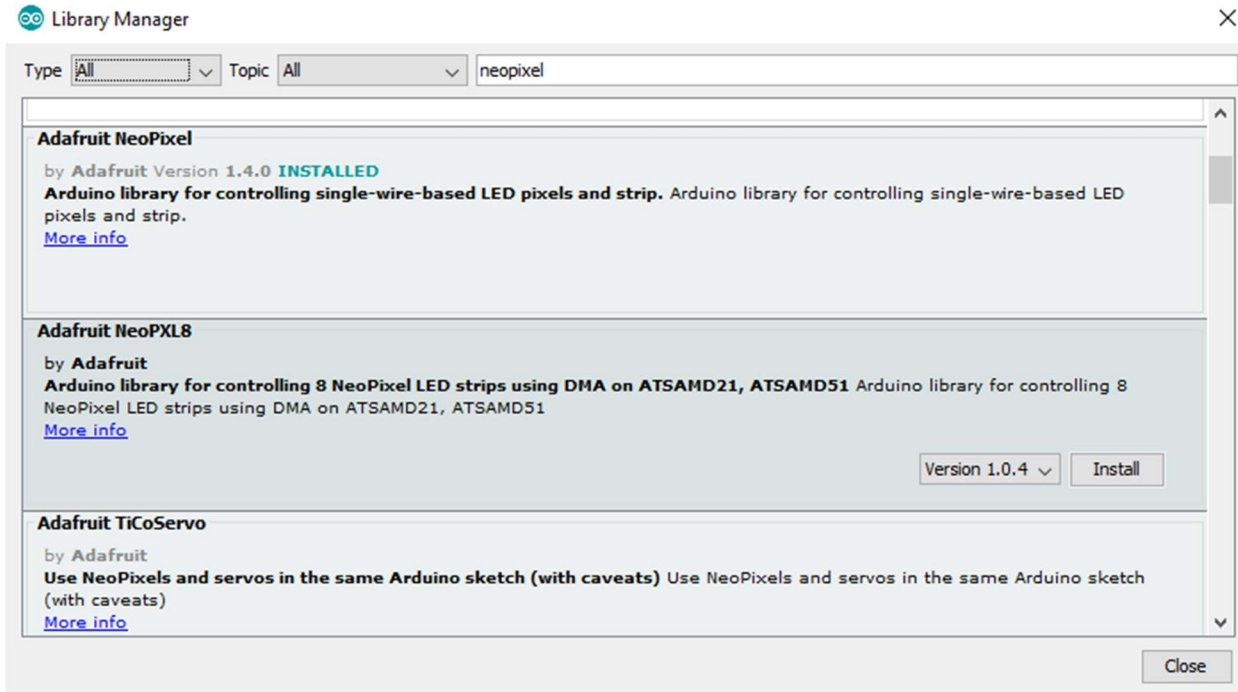 Library Manager
Type All Topic All neopixel
Adafruit NeoPixel
by Adafruit Version 1.4.0 INSTALLED
Arduino library for controlling single-wire-based LED pixels and strip. Arduino library for controlling single-wire-based LED
pixels and strip.
More info
Adafruit NeoPXL8
by Adafruit
Arduino library for controlling 8 NeoPixel LED strips using DMA on ATSAMD21, ATSAMD51 Arduino library for controlling 8
NeoPixel LED strips using DMA on ATSAMD21, ATSAMD51
More info
Version 1.0.4 Install
Adafruit TiCoServo
by Adafruit
Use NeoPixels and servos in the same Arduino sketch (with caveats) Use NeoPixels and servos in the same Arduino sketch
(with caveats)
More info
Close